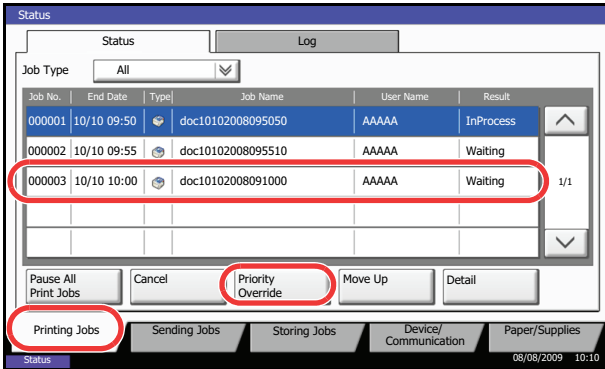 Status
Status Log
Job Type All
Job No. End Date Type Job Name User Name Result
000001 10/10 09:50 doc10102008095050 AAAAA InProcess
000002 10/10 09:55 doc10102008095510 AAAAA Waiting
000003 10/10 10:00 doc10102008091000 AAAAA Waiting
1/1
Pause All
Print Jobs
Cancel
Priority
Override
Move Up
Detail
Printing Jobs
Sending Jobs
Storing Jobs
Device/
Communication
Paper/Supplies
Status 08/08/2009 10:10